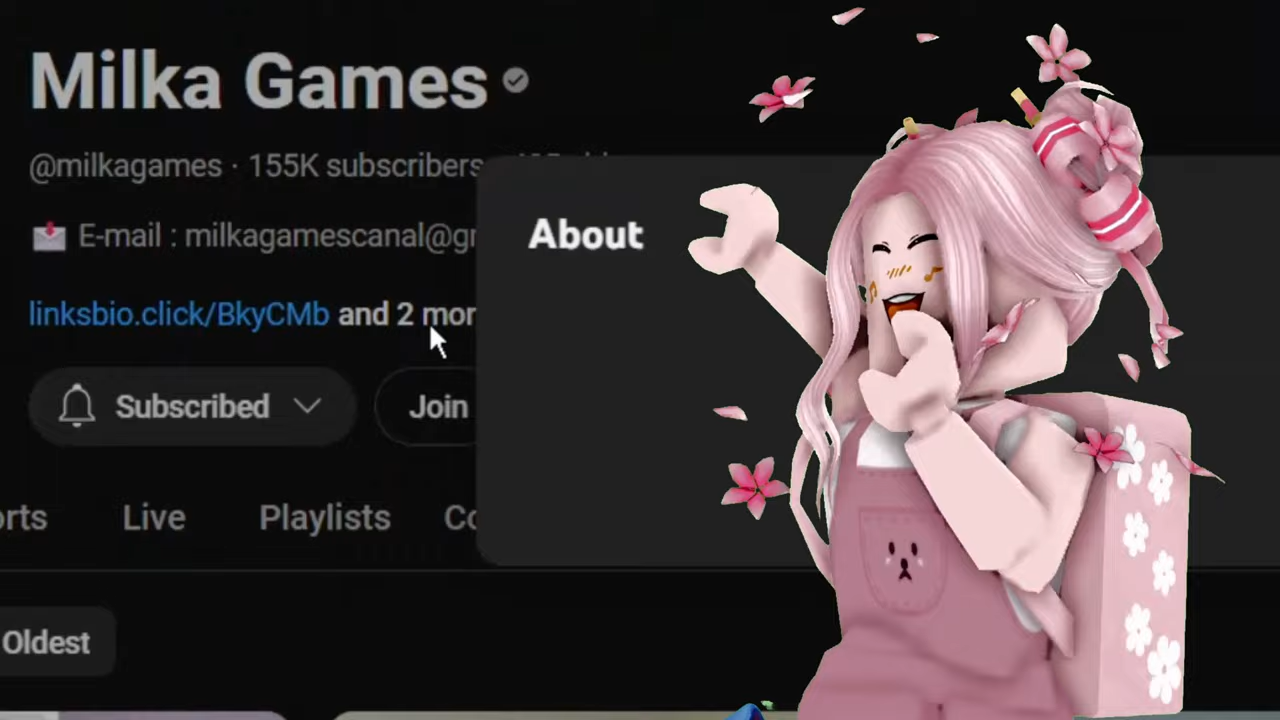 Milka Games
@milkagames · 155K subscribers
E-mail : milkagamescanal@g
About
linksbio.click/BkyCMb and 2 mor
Subscribed
Join
orts Live Playlists Co
Oldest